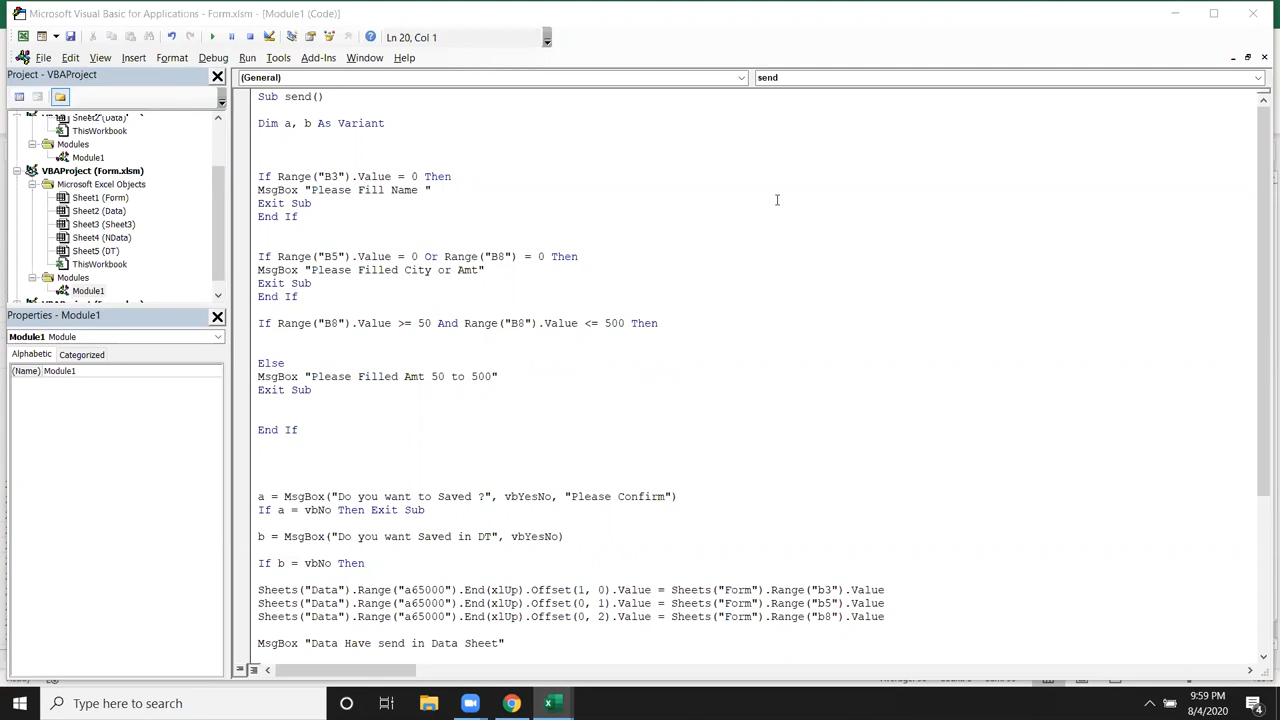 Microsoft Visual Basic for Applications - Form.xlsm - [Module1 (Code)]
Ln 20, Col 1
File Edit View Insert Format Debug Run Tools Add-Ins Window Help
Project - VBAProject
(General)
send
Sheet2 (Data)
ThisWorkbook
Modules
Module1
VBAProject (Form.xlsm)
Microsoft Excel Objects
Sheet1 (Form)
Sheet2 (Data)
Sheet3 (Sheet3)
Sheet4 (NData)
Sheet5 (DT)
ThisWorkbook
Modules
Module1
Properties - Module1
Module1 Module
Alphabetic Categorized
(Name) Module1
Sub send()
Dim a, b As Variant
If Range("B3").Value = 0 Then
MsgBox "Please Fill Name "
Exit Sub
End If
If Range("B5").Value = 0 Or Range("B8") = 0 Then
MsgBox "Please Filled City or Amt"
Exit Sub
End If
If Range("B8").Value >= 50 And Range("B8").Value <= 500 Then
Else
MsgBox "Please Filled Amt 50 to 500"
Exit Sub
End If
a = MsgBox("Do you want to Saved ?", vbYesNo, "Please Confirm")
If a = vbNo Then Exit Sub
b = MsgBox("Do you want Saved in DT", vbYesNo)
If b = vbNo Then
Sheets("Data").Range("a65000").End(xlUp).Offset(1, 0).Value = Sheets("Form").Range("b3").Value
Sheets("Data").Range("a65000").End(xlUp).Offset(0, 1).Value = Sheets("Form").Range("b5").Value
Sheets("Data").Range("a65000").End(xlUp).Offset(0, 2).Value = Sheets("Form").Range("b8").Value
MsgBox "Data Have send in Data Sheet"
Type here to search
9:59 PM
8/4/2020
4